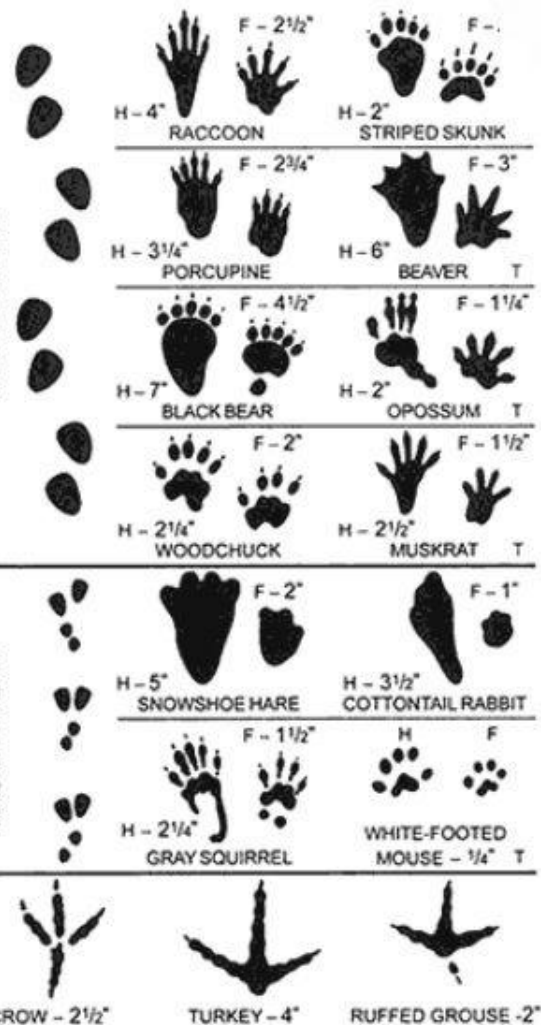 F – 2½" F –.
H – 4" H – 2"
RACCOON STRIPED SKUNK
F – 2¾" F – 3"
H – 3¼" H – 6"
PORCUPINE BEAVER T
F – 4½" F – 1¼"
H – 7" H – 2"
BLACK BEAR OPOSSUM T
F – 2" F – 1½"
H – 2¼" H – 2½"
WOODCHUCK MUSKRAT T
F – 2" F – 1"
H – 5" H – 3½"
SNOWSHOE HARE COTTONTAIL RABBIT
F – 1½" H F
H – 2¼" WHITE-FOOTED
GRAY SQUIRREL MOUSE – ¼" T
CROW – 2½" TURKEY – 4" RUFFED GROUSE -2"